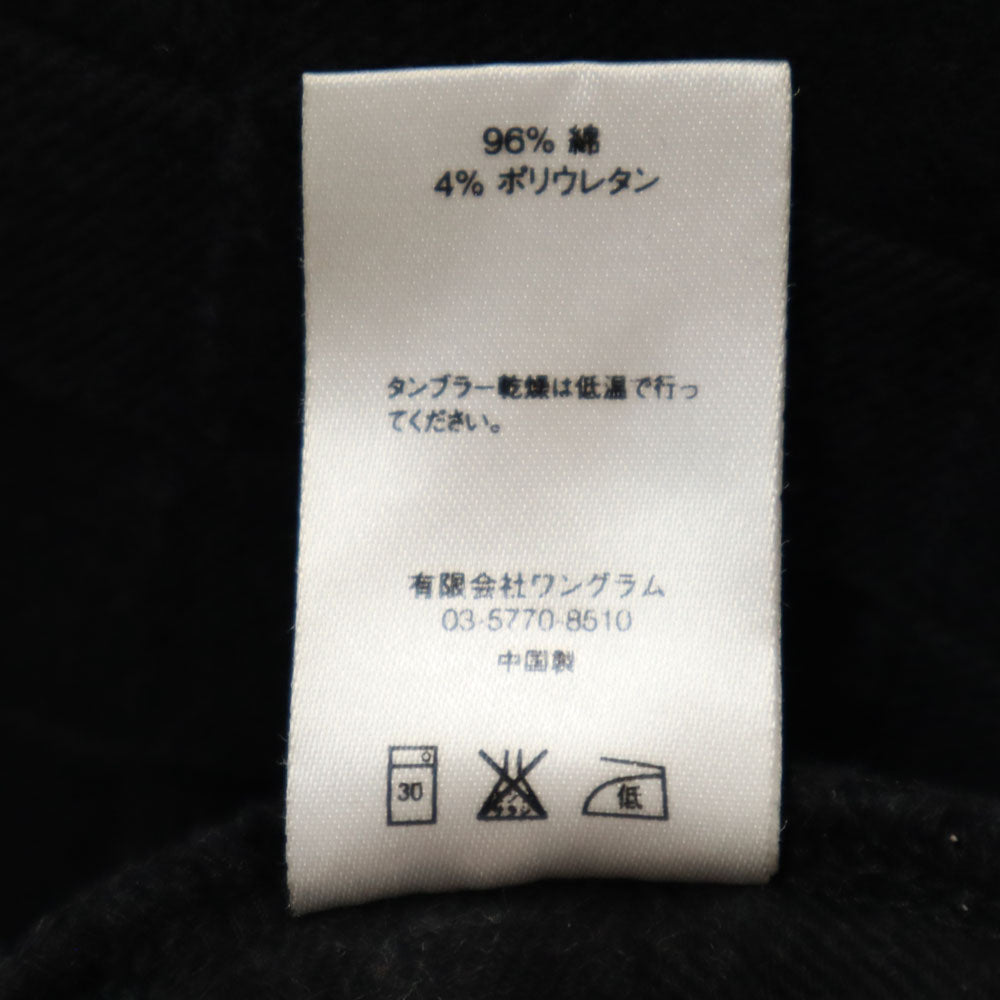 96% 綿
4% ポリウレタン
タンブラー乾燥は低温で行っ
てください。
有限会社ワングラム
03-5770-8510
中国製
30
低